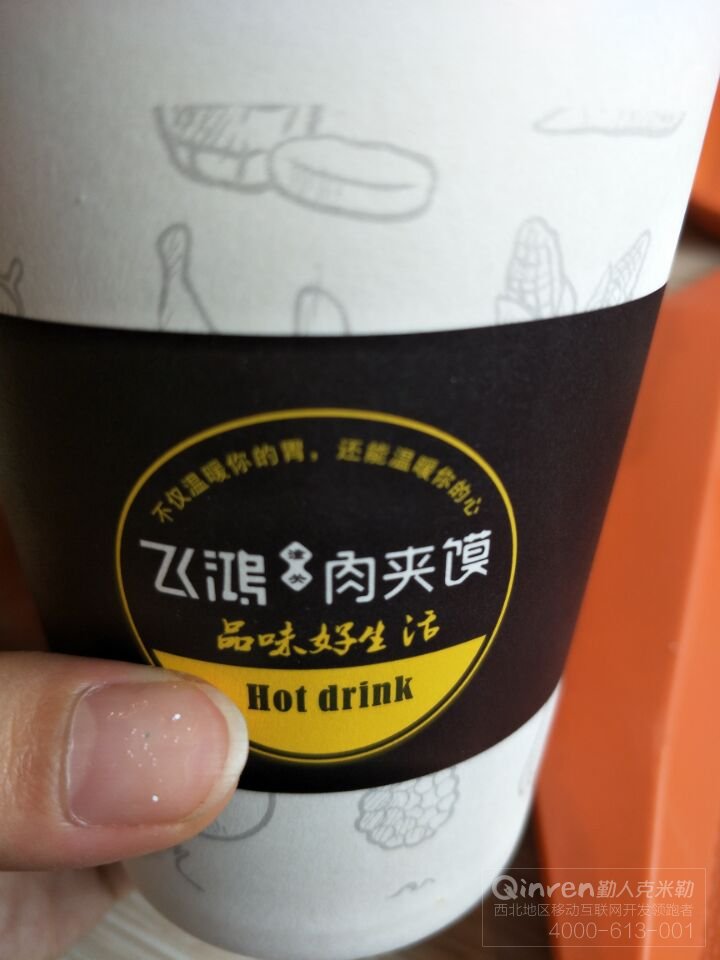 不仅温暖你的胃，还能温暖你的心
飞鸿潼关肉夹馍
品味好生活
Hot drink
Qinren勤人克米勒
西北地区移动互联网开发领跑者
4000-613-001